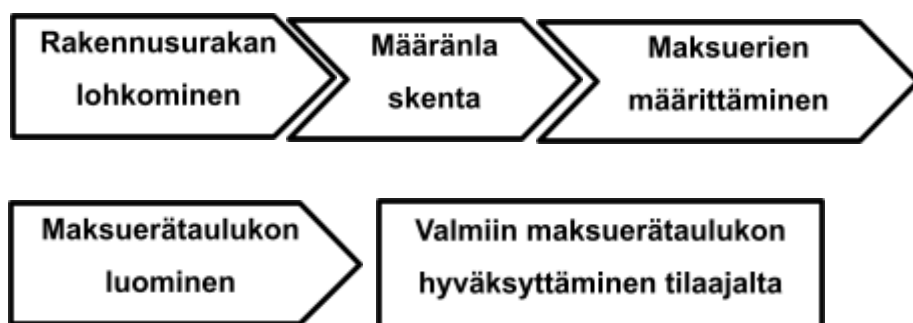 Rakennusurakan
lohkominen
Määränla
skenta
Maksuerien
määrittäminen
Maksuerätaulukon
luominen
Valmiin maksuerätaulukon
hyväksyttäminen tilaajalta